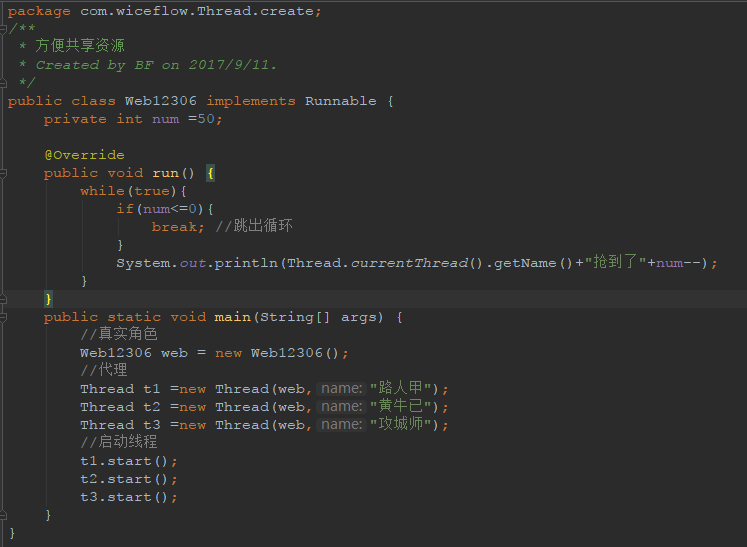 package com.wiceflow.Thread.create;
/**
 * 方便共享资源
 * Created by BF on 2017/9/11.
 */
public class Web12306 implements Runnable {
    private int num =50;

    @Override
    public void run() {
        while(true){
            if(num<=0){
                break; //跳出循环
            }
            System.out.println(Thread.currentThread().getName()+"抢到了"+num--);
        }
    }
    public static void main(String[] args) {
        //真实角色
        Web12306 web = new Web12306();
        //代理
        Thread t1 =new Thread(web, name: "路人甲");
        Thread t2 =new Thread(web, name: "黄牛已");
        Thread t3 =new Thread(web, name: "攻城师");
        //启动线程
        t1.start();
        t2.start();
        t3.start();
    }
}